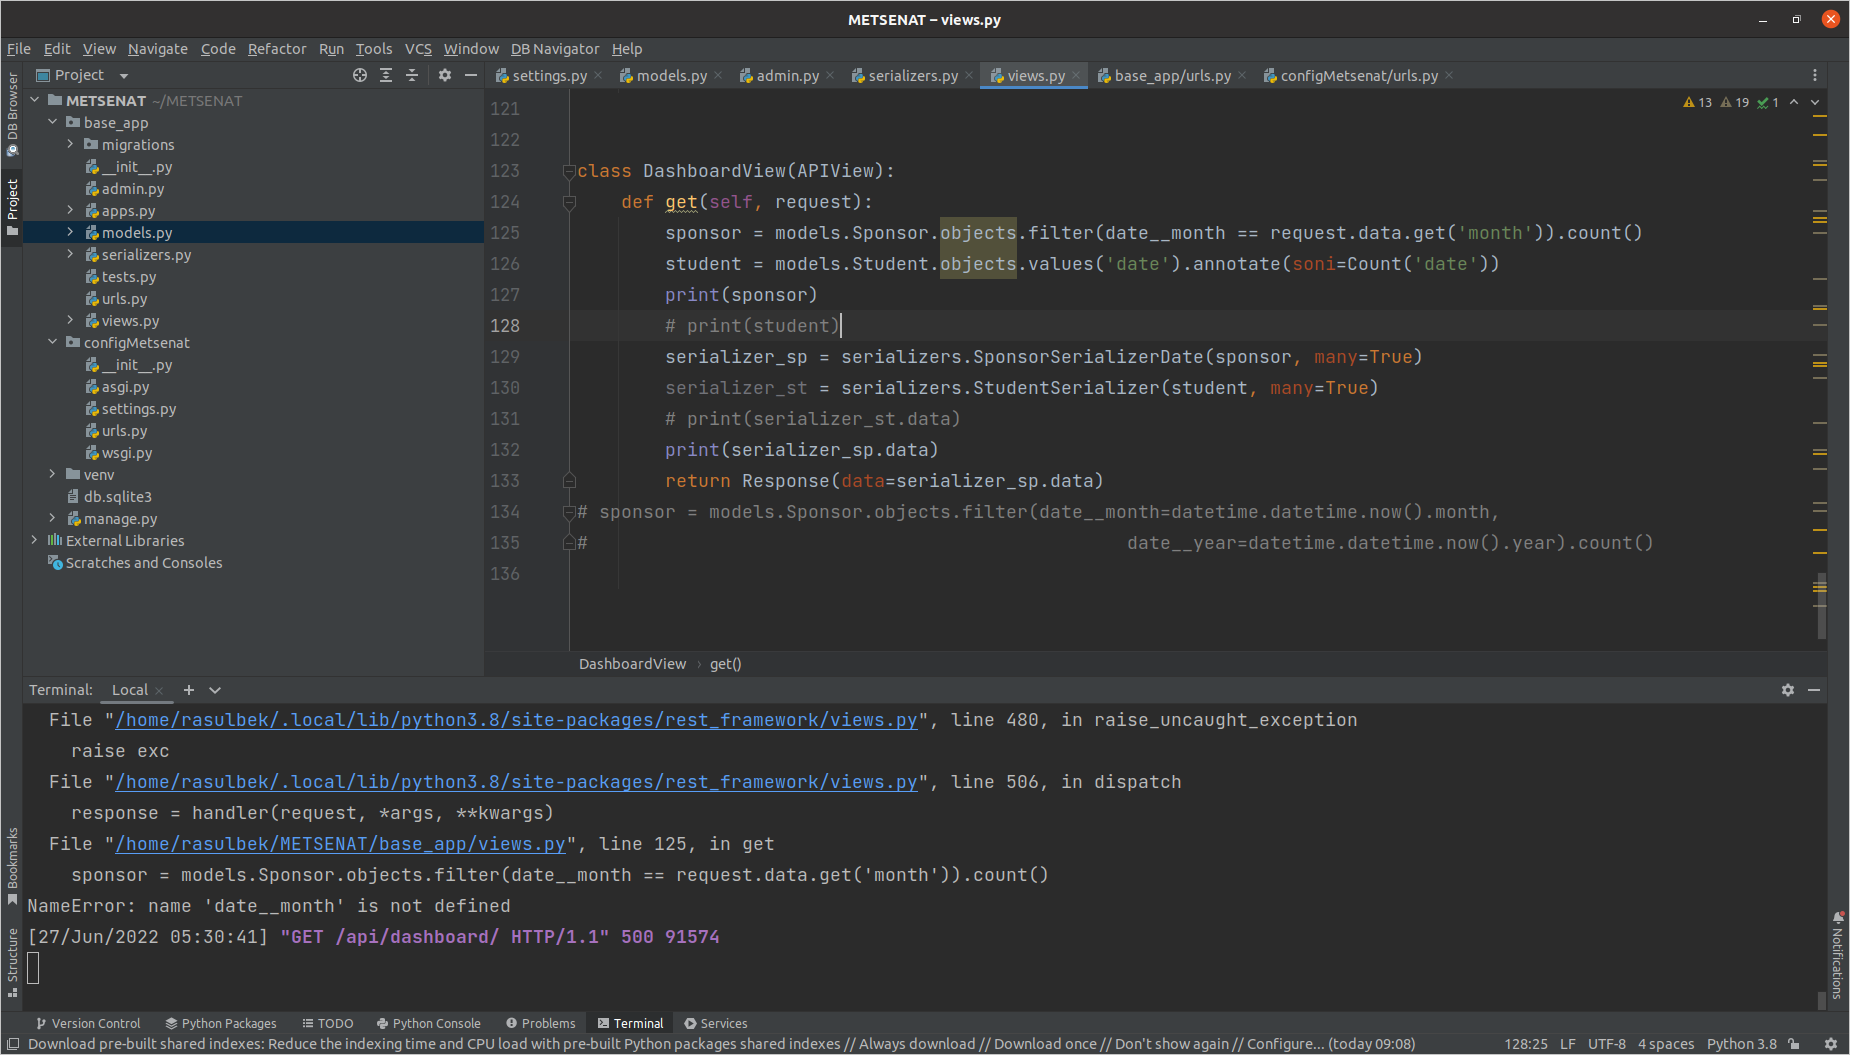 METSENAT – views.py
File Edit View Navigate Code Refactor Run Tools VCS Window DB Navigator Help
Project
settings.py models.py admin.py serializers.py views.py base_app/urls.py configMetsenat/urls.py
DB Browser
Project
METSENAT ~/METSENAT
base_app
migrations
__init__.py
admin.py
apps.py
models.py
serializers.py
tests.py
urls.py
views.py
configMetsenat
__init__.py
asgi.py
settings.py
urls.py
wsgi.py
venv
db.sqlite3
manage.py
External Libraries
Scratches and Consoles
13 19 1
121
122
123 class DashboardView(APIView):
124     def get(self, request):
125         sponsor = models.Sponsor.objects.filter(date__month == request.data.get('month')).count()
126         student = models.Student.objects.values('date').annotate(soni=Count('date'))
127         print(sponsor)
128         # print(student)
129         serializer_sp = serializers.SponsorSerializerDate(sponsor, many=True)
130         serializer_st = serializers.StudentSerializer(student, many=True)
131         # print(serializer_st.data)
132         print(serializer_sp.data)
133         return Response(data=serializer_sp.data)
134 # sponsor = models.Sponsor.objects.filter(date__month=datetime.datetime.now().month,
135 #                                                 date__year=datetime.datetime.now().year).count()
136
DashboardView › get()
Terminal: Local
File "/home/rasulbek/.local/lib/python3.8/site-packages/rest_framework/views.py", line 480, in raise_uncaught_exception
raise exc
File "/home/rasulbek/.local/lib/python3.8/site-packages/rest_framework/views.py", line 506, in dispatch
response = handler(request, *args, **kwargs)
File "/home/rasulbek/METSENAT/base_app/views.py", line 125, in get
sponsor = models.Sponsor.objects.filter(date__month == request.data.get('month')).count()
NameError: name 'date__month' is not defined
[27/Jun/2022 05:30:41] "GET /api/dashboard/ HTTP/1.1" 500 91574
Bookmarks
Structure
Notifications
Version Control Python Packages TODO Python Console Problems Terminal Services
Download pre-built shared indexes: Reduce the indexing time and CPU load with pre-built Python packages shared indexes // Always download // Download once // Don't show again // Configure... (today 09:08) 128:25 LF UTF-8 4 spaces Python 3.8